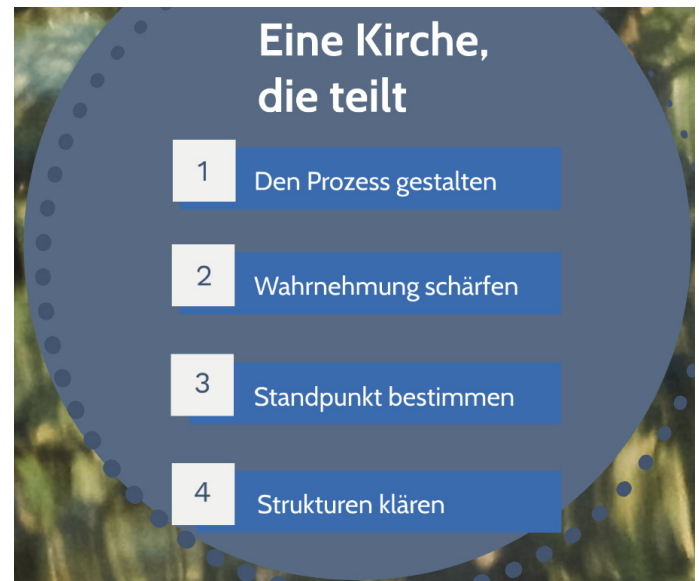 Eine Kirche,
die teilt
1
Den Prozess gestalten
2
Wahrnehmung schärfen
3
Standpunkt bestimmen
4
Strukturen klären